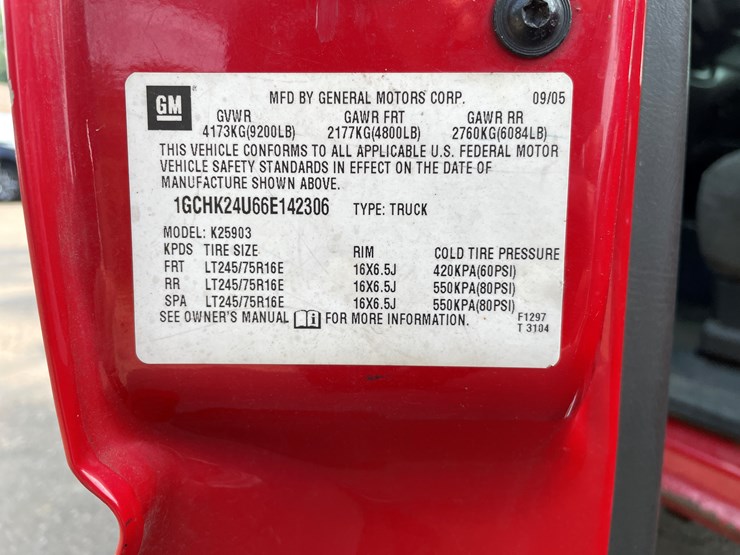 GM
MFD BY GENERAL MOTORS CORP. 09/05
GVWR GAWR FRT GAWR RR
4173KG(9200LB) 2177KG(4800LB) 2760KG(6084LB)
THIS VEHICLE CONFORMS TO ALL APPLICABLE U.S. FEDERAL MOTOR
VEHICLE SAFETY STANDARDS IN EFFECT ON THE DATE OF
MANUFACTURE SHOWN ABOVE.
1GCHK24U66E142306 TYPE: TRUCK
MODEL: K25903
KPDS TIRE SIZE RIM COLD TIRE PRESSURE
FRT LT245/75R16E 16X6.5J 420KPA(60PSI)
RR LT245/75R16E 16X6.5J 550KPA(80PSI)
SPA LT245/75R16E 16X6.5J 550KPA(80PSI)
SEE OWNER'S MANUAL i FOR MORE INFORMATION. F1297
T 3104